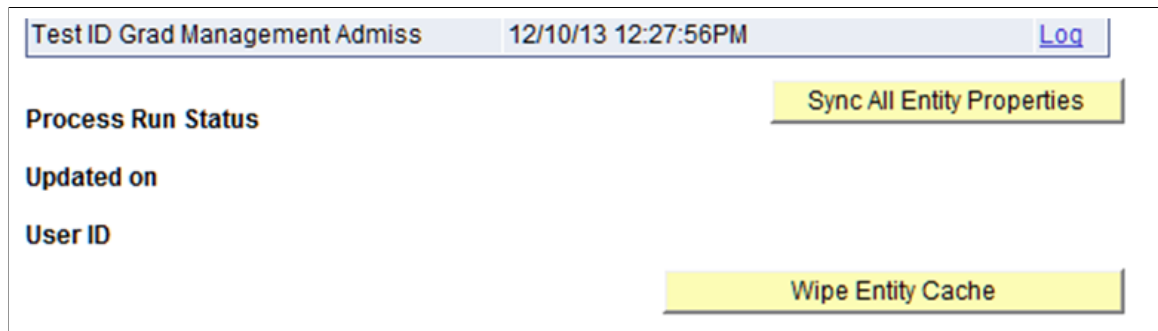 Test ID Grad Management Admiss 12/10/13 12:27:56PM Log
Sync All Entity Properties
Process Run Status
Updated on
User ID
Wipe Entity Cache